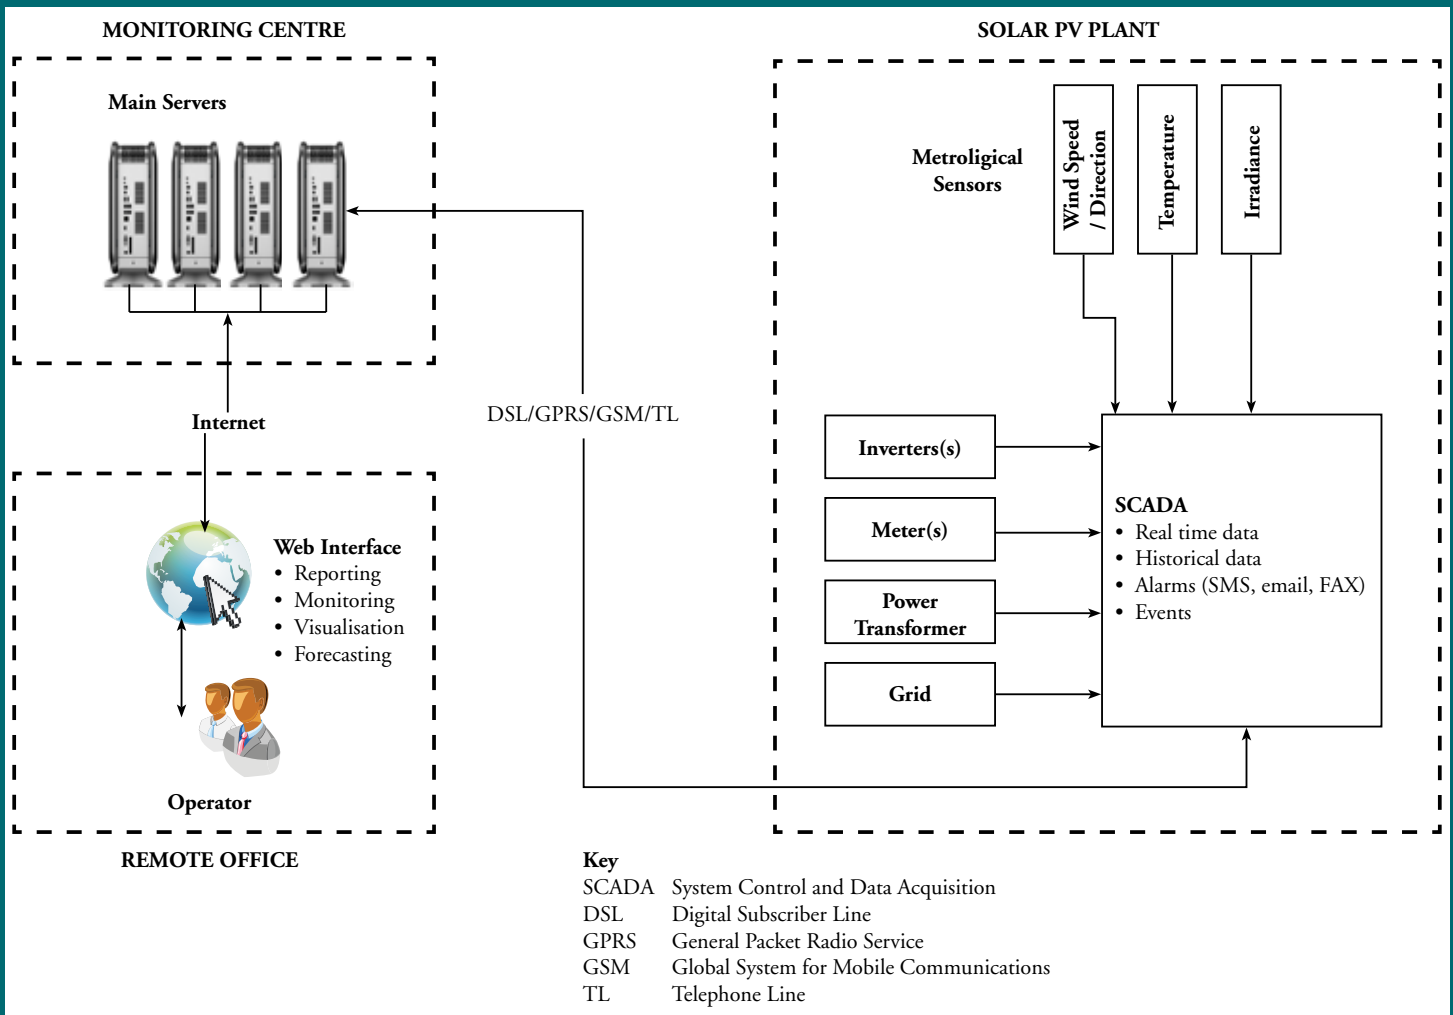 MONITORING CENTRE
Main Servers
Internet
Web Interface
• Reporting
• Monitoring
• Visualisation
• Forecasting
Operator
REMOTE OFFICE
DSL/GPRS/GSM/TL
SOLAR PV PLANT
Metroligical
Sensors
Wind Speed
/ Direction
Temperature
Irradiance
Inverters(s)
Meter(s)
Power
Transformer
Grid
SCADA
• Real time data
• Historical data
• Alarms (SMS, email, FAX)
• Events
Key
SCADA System Control and Data Acquisition
DSL Digital Subscriber Line
GPRS General Packet Radio Service
GSM Global System for Mobile Communications
TL Telephone Line